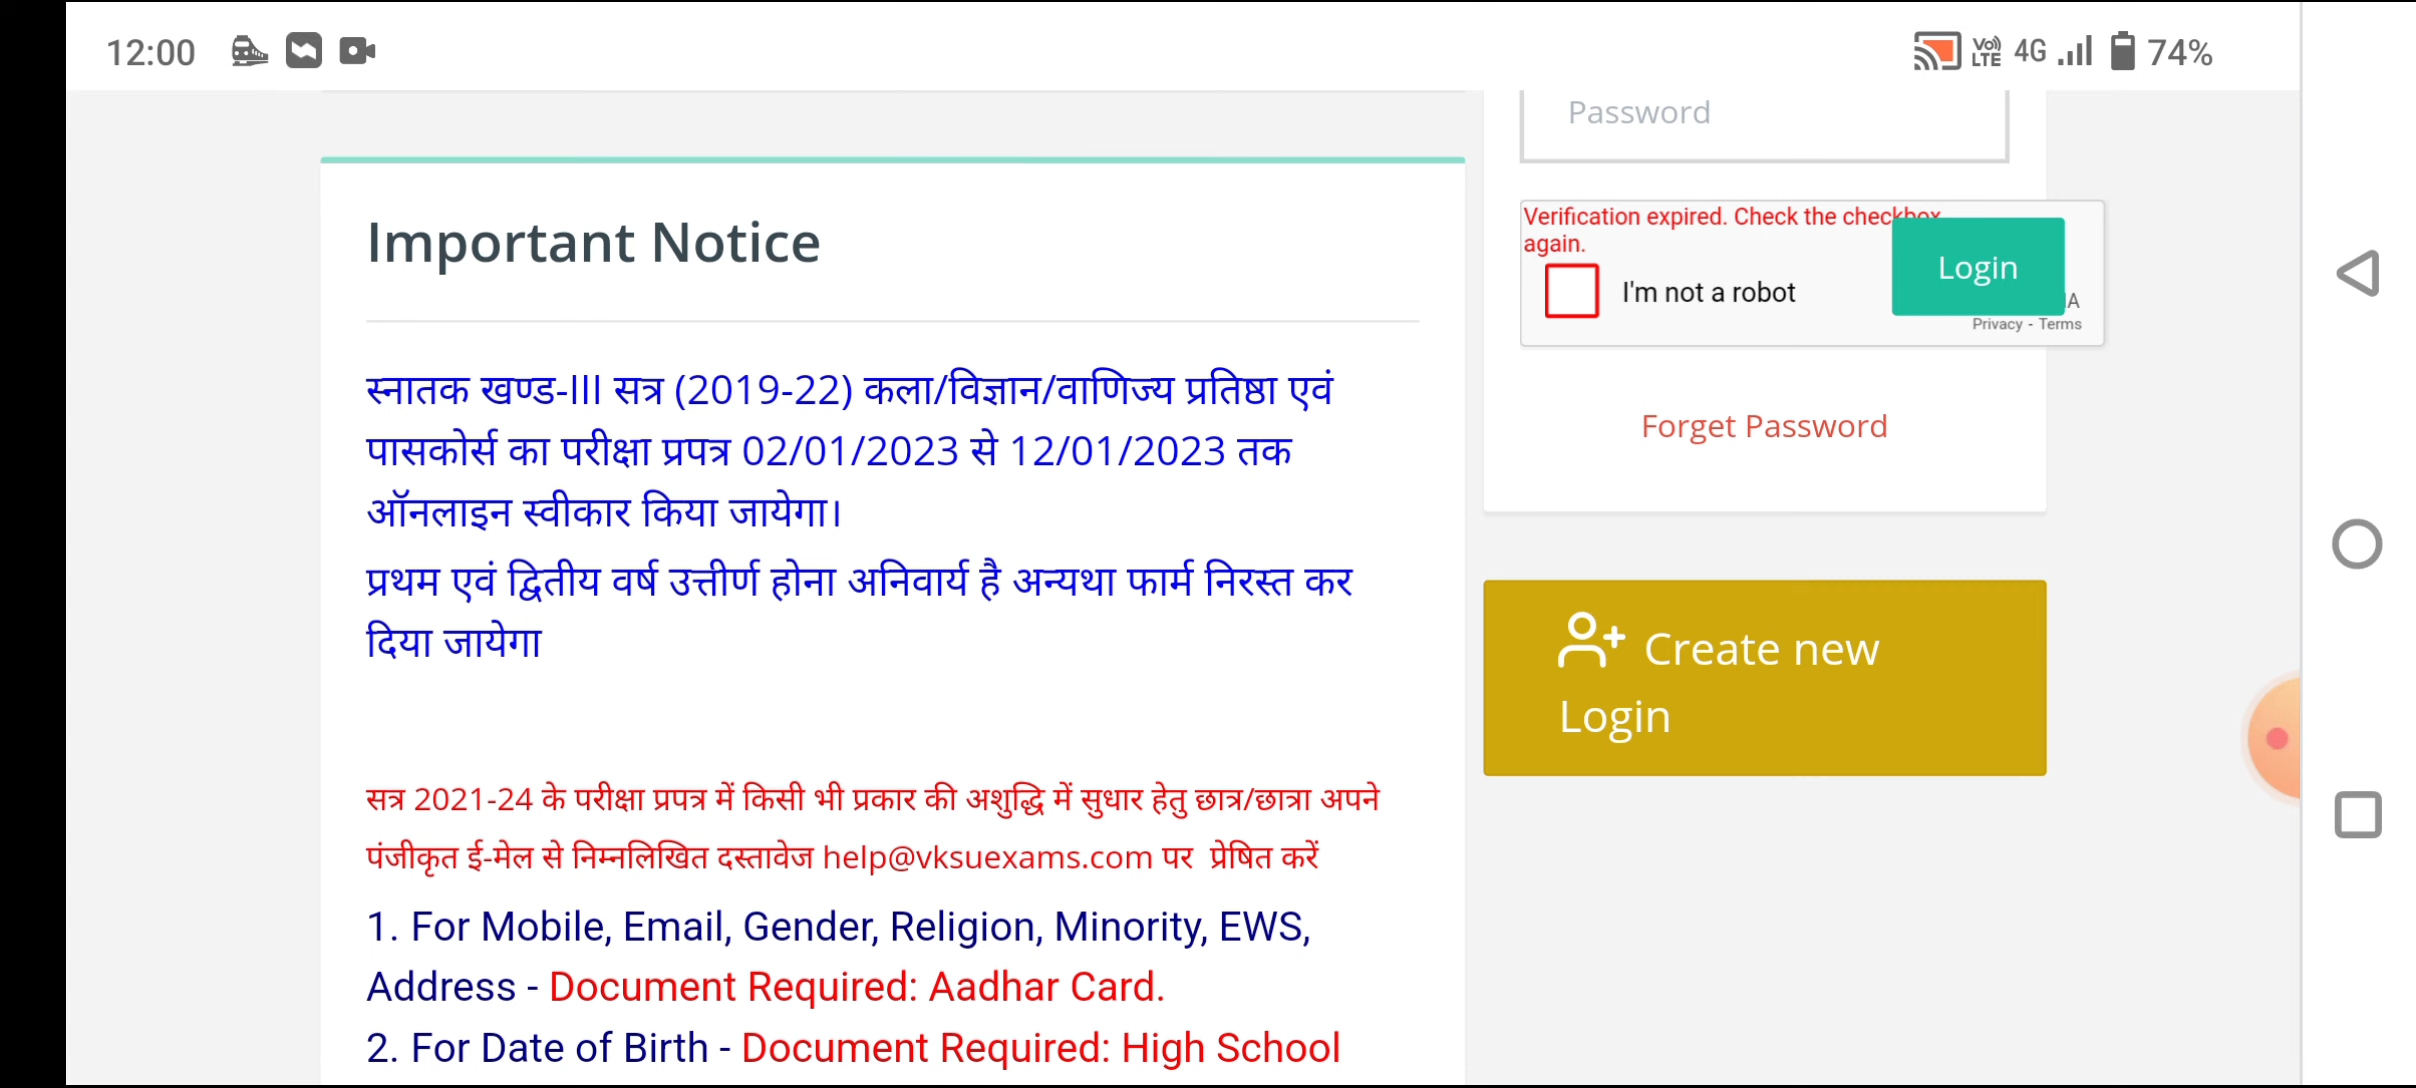 12:00
Vo) LTE 4G 74%
Password
Important Notice
Verification expired. Check the checkbox
again.
I'm not a robot
Login
Privacy - Terms
स्नातक खण्ड-III सत्र (2019-22) कला/विज्ञान/वाणिज्य प्रतिष्ठा एवं
पासकोर्स का परीक्षा प्रपत्र 02/01/2023 से 12/01/2023 तक
ऑनलाइन स्वीकार किया जायेगा।
प्रथम एवं द्वितीय वर्ष उत्तीर्ण होना अनिवार्य है अन्यथा फार्म निरस्त कर
दिया जायेगा
Forget Password
Create new
Login
सत्र 2021-24 के परीक्षा प्रपत्र में किसी भी प्रकार की अशुद्धि में सुधार हेतु छात्र/छात्रा अपने
पंजीकृत ई-मेल से निम्नलिखित दस्तावेज help@vksuexams.com पर प्रेषित करें
1. For Mobile, Email, Gender, Religion, Minority, EWS,
Address - Document Required: Aadhar Card.
2. For Date of Birth - Document Required: High School